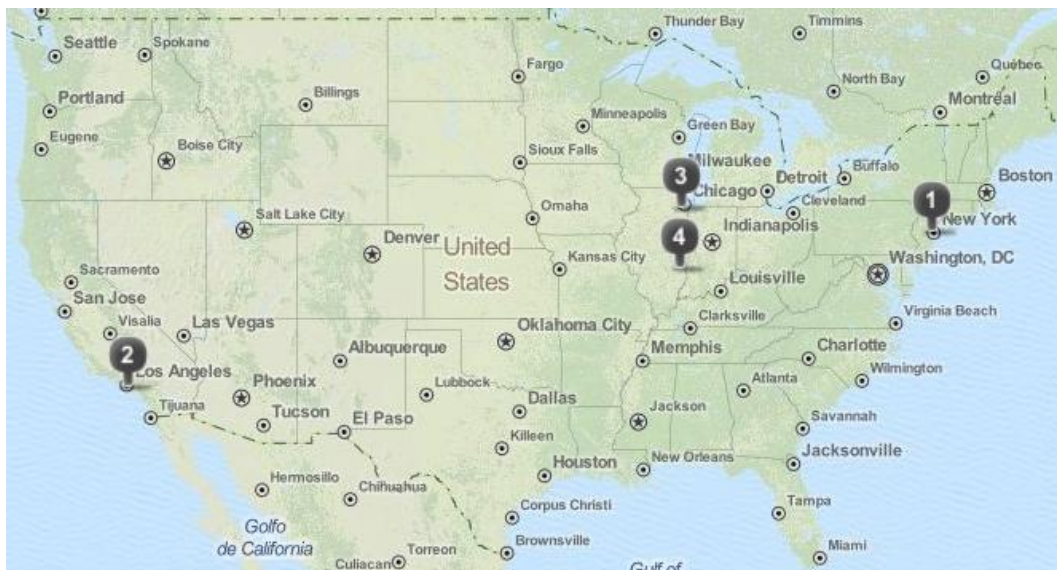 Thunder Bay
Timmins
Seattle
Spokane
Québec
Fargo
North Bay
Billings
Portland
Montréal
Minneapolis
Green Bay
Eugene
Boise City
Sioux Falls
Milwaukee
Buffalo
3
Detroit
Boston
Chicago
1
Omaha
Cleveland
Salt Lake City
Indianapolis
New York
4
Denver
United
States
Kansas City
Washington, DC
Sacramento
Louisville
San Jose
Virginia Beach
Visalia
Las Vegas
Clarksville
Oklahoma City
2
Albuquerque
Memphis
Charlotte
Los Angeles
Wilmington
Phoenix
Lubbock
Atlanta
Tijuana
Tucson
El Paso
Dallas
Jackson
Savannah
Killeen
Jacksonville
Houston
New Orleans
Hermosillo
Chihuahua
Corpus Christi
Tampa
Golfo
de California
Brownsville
Miami
Torreon
Culiacan
Gulf of